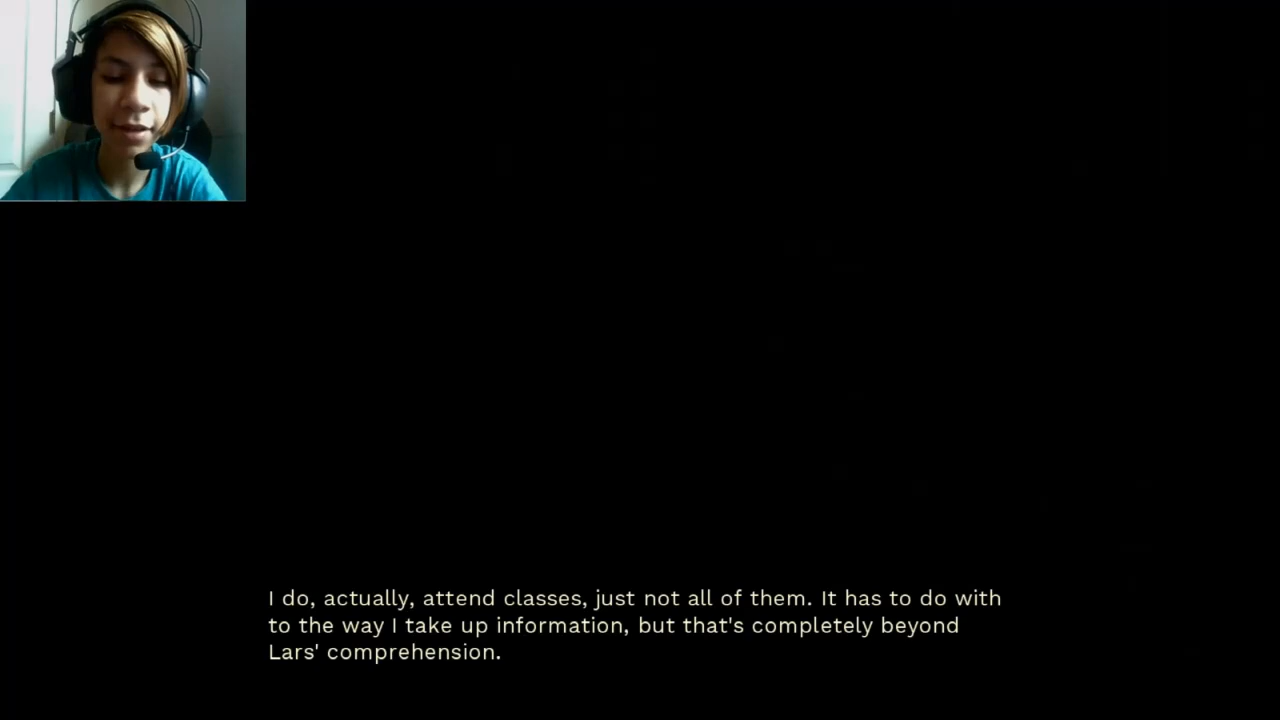 I do, actually, attend classes, just not all of them. It has to do with
to the way I take up information, but that's completely beyond
Lars' comprehension.